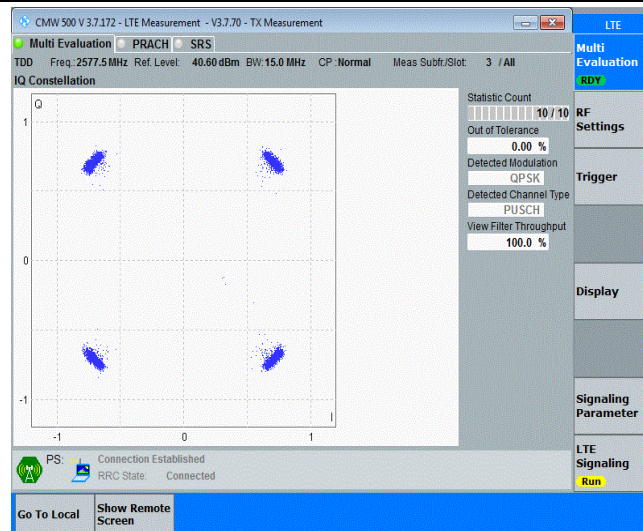 CMW 500 V 3.7.172 - LTE Measurement - V3.7.70 - TX Measurement
LTE
Multi Evaluation PRACH SRS
Multi
Evaluation
RDY
TDD Freq.:2577.5 MHz Ref. Level: 40.60 dBm BW:15.0 MHz CP :Normal Meas Subfr./Slot: 3 / All
IQ Constellation
Q
1
0
-1
-1 0 1
I
Statistic Count
10 / 10
Out of Tolerance
0.00 %
Detected Modulation
QPSK
Detected Channel Type
PUSCH
View Filter Throughput
100.0 %
RF
Settings
Trigger
Display
Signaling
Parameter
LTE
Signaling
Run
PS: Connection Established
RRC State: Connected
Go To Local
Show Remote
Screen